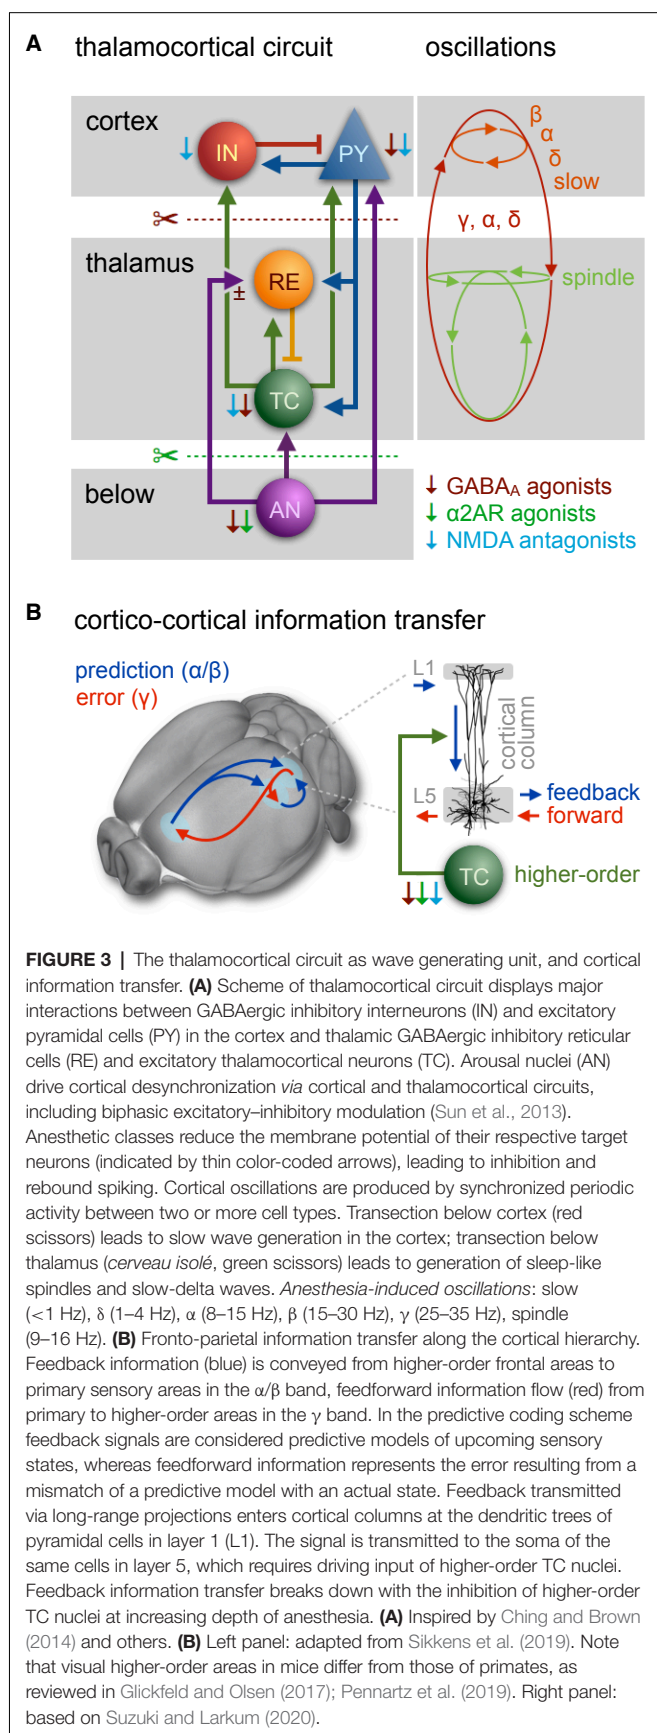 A thalamocortical circuit oscillations
cortex
IN
PY
β
α
δ
slow
γ, α, δ
thalamus
RE
±
spindle
TC
below
AN
GABAA agonists
α2AR agonists
NMDA antagonists
B cortico-cortical information transfer
prediction (α/β)
error (γ)
L1
cortical
column
L5
feedback
forward
TC
higher-order
FIGURE 3 | The thalamocortical circuit as wave generating unit, and cortical
information transfer. (A) Scheme of thalamocortical circuit displays major
interactions between GABAergic inhibitory interneurons (IN) and excitatory
pyramidal cells (PY) in the cortex and thalamic GABAergic inhibitory reticular
cells (RE) and excitatory thalamocortical neurons (TC). Arousal nuclei (AN)
drive cortical desynchronization via cortical and thalamocortical circuits,
including biphasic excitatory–inhibitory modulation (Sun et al., 2013).
Anesthetic classes reduce the membrane potential of their respective target
neurons (indicated by thin color-coded arrows), leading to inhibition and
rebound spiking. Cortical oscillations are produced by synchronized periodic
activity between two or more cell types. Transection below cortex (red
scissors) leads to slow wave generation in the cortex; transection below
thalamus (cerveau isolé, green scissors) leads to generation of sleep-like
spindles and slow-delta waves. Anesthesia-induced oscillations: slow
(<1 Hz), δ (1–4 Hz), α (8–15 Hz), β (15–30 Hz), γ (25–35 Hz), spindle
(9–16 Hz). (B) Fronto-parietal information transfer along the cortical hierarchy.
Feedback information (blue) is conveyed from higher-order frontal areas to
primary sensory areas in the α/β band, feedforward information flow (red) from
primary to higher-order areas in the γ band. In the predictive coding scheme
feedback signals are considered predictive models of upcoming sensory
states, whereas feedforward information represents the error resulting from a
mismatch of a predictive model with an actual state. Feedback transmitted
via long-range projections enters cortical columns at the dendritic trees of
pyramidal cells in layer 1 (L1). The signal is transmitted to the soma of the
same cells in layer 5, which requires driving input of higher-order TC nuclei.
Feedback information transfer breaks down with the inhibition of higher-order
TC nuclei at increasing depth of anesthesia. (A) Inspired by Ching and Brown
(2014) and others. (B) Left panel: adapted from Sikkens et al. (2019). Note
that visual higher-order areas in mice differ from those of primates, as
reviewed in Glickfeld and Olsen (2017); Pennartz et al. (2019). Right panel:
based on Suzuki and Larkum (2020).